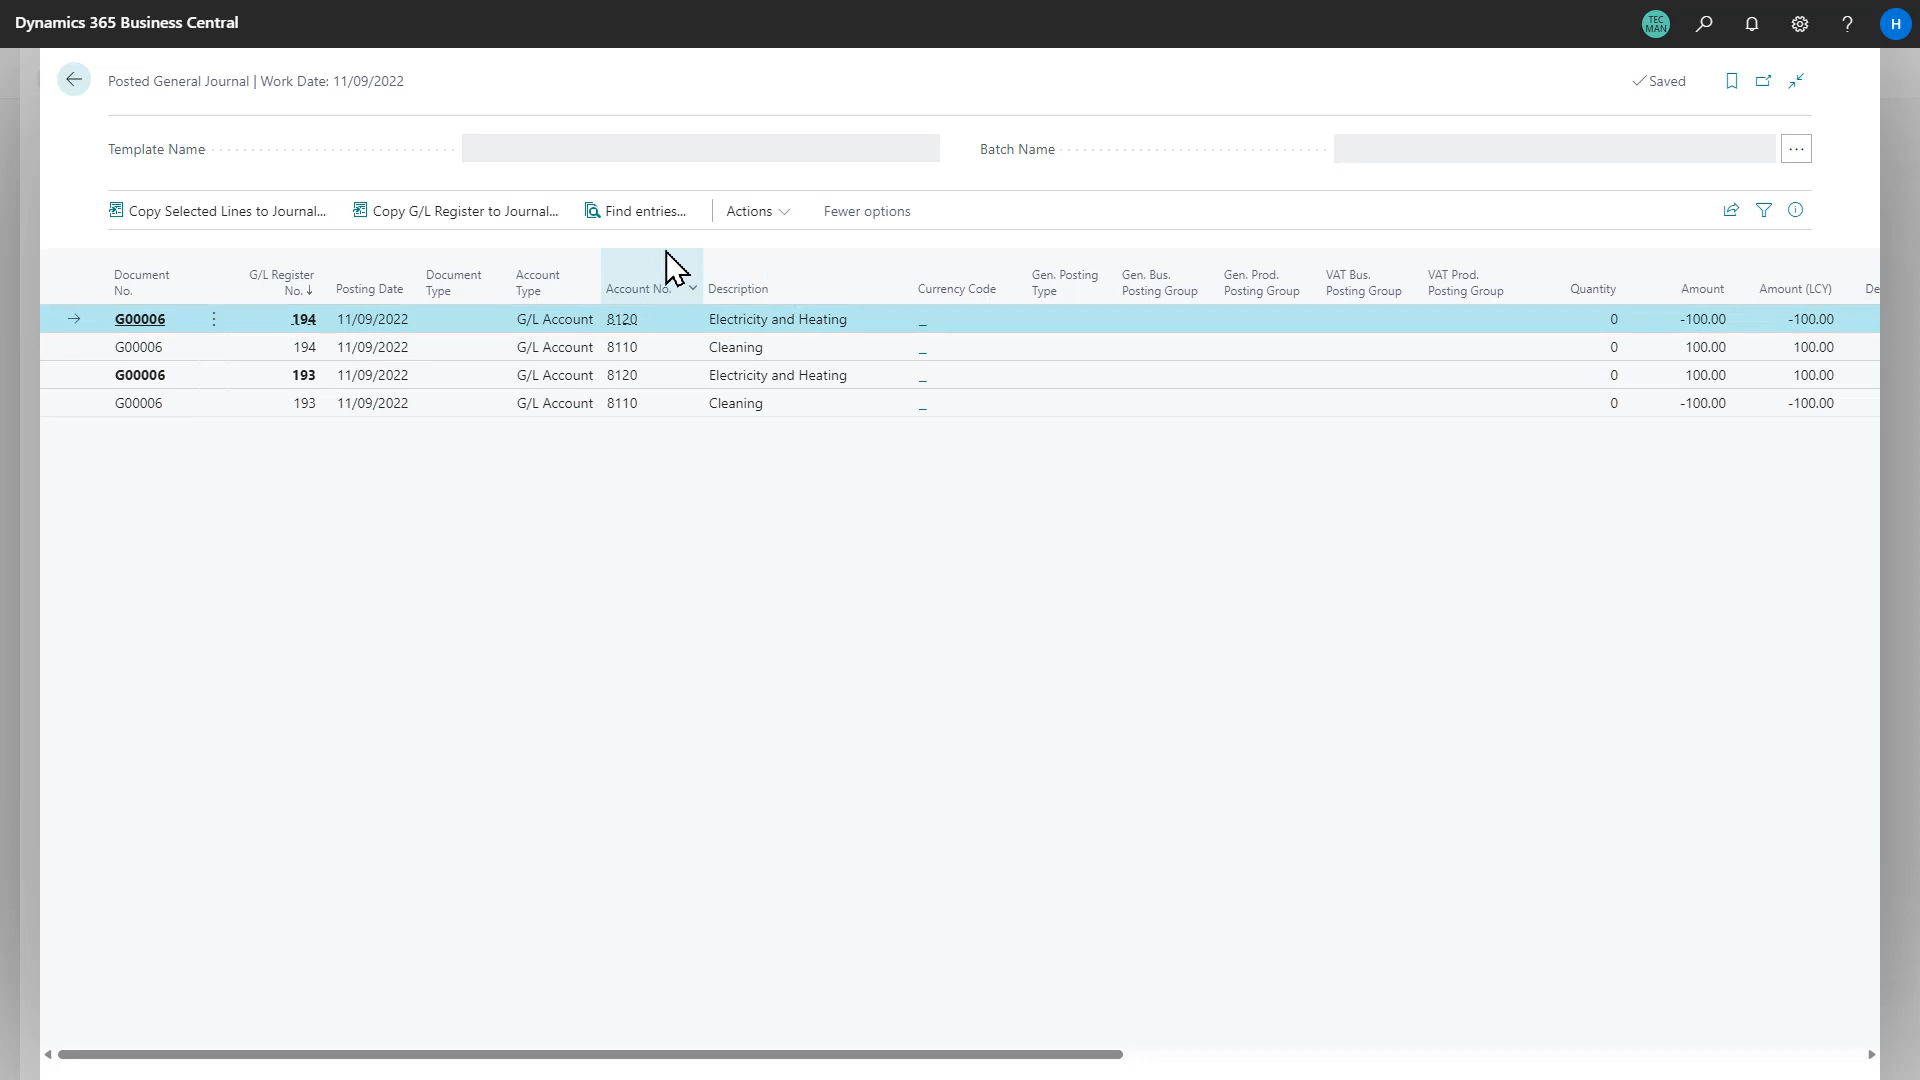 Dynamics 365 Business Central
TEC
MAN
?
H
Posted General Journal | Work Date: 11/09/2022
Saved
Template Name
Batch Name
...
Copy Selected Lines to Journal...
Copy G/L Register to Journal...
Find entries...
Actions
Fewer options
Document No.
G/L Register No.↓
Posting Date
Document Type
Account Type
Account No.
Description
Currency Code
Gen. Posting Type
Gen. Bus. Posting Group
Gen. Prod. Posting Group
VAT Bus. Posting Group
VAT Prod. Posting Group
Quantity
Amount
Amount (LCY)
De
→ G00006 ⋮ 194 11/09/2022 G/L Account 8120 Electricity and Heating _ 0 -100.00 -100.00
G00006 194 11/09/2022 G/L Account 8110 Cleaning _ 0 100.00 100.00
G00006 193 11/09/2022 G/L Account 8120 Electricity and Heating _ 0 100.00 100.00
G00006 193 11/09/2022 G/L Account 8110 Cleaning _ 0 -100.00 -100.00